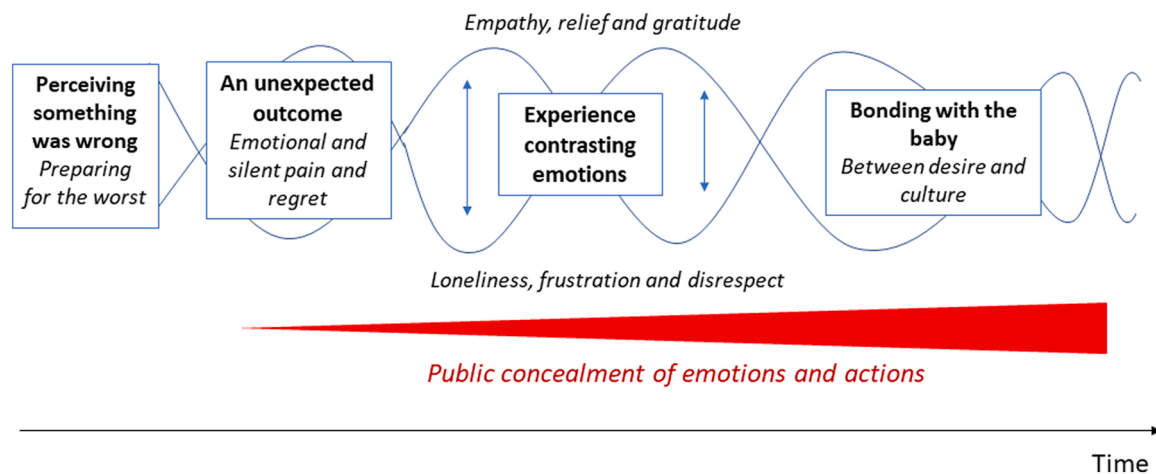 Empathy, relief and gratitude
Perceiving
something
was wrong
Preparing
for the worst
An unexpected
outcome
Emotional and
silent pain and
regret
Experience
contrasting
emotions
Bonding with the
baby
Between desire and
culture
Loneliness, frustration and disrespect
Public concealment of emotions and actions
Time